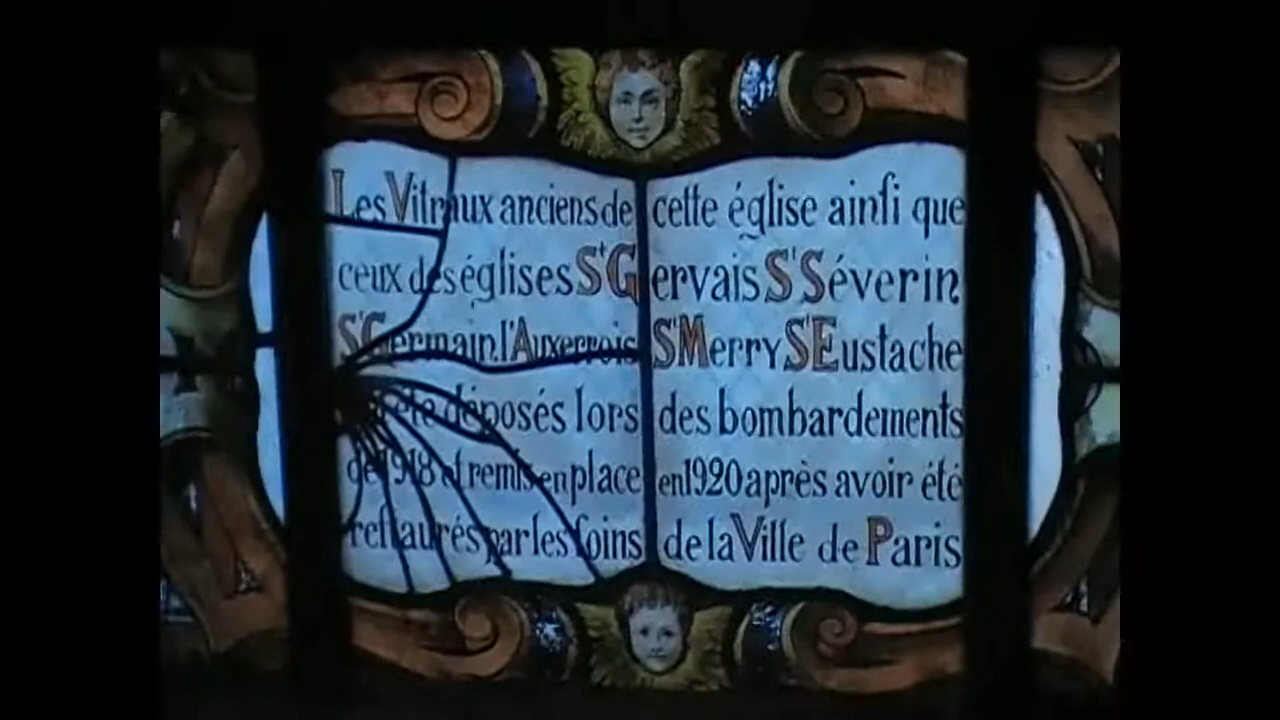 Les Vitraux anciens de cette église ainſi que
ceux des églises St Gervais St Séverin
St Germain l'Auxerrois St Merry St Eustache
été déposés lors des bombardements
de 1918 et remis en place en 1920 après avoir été
reſtaurés par les ſoins de la Ville de Paris